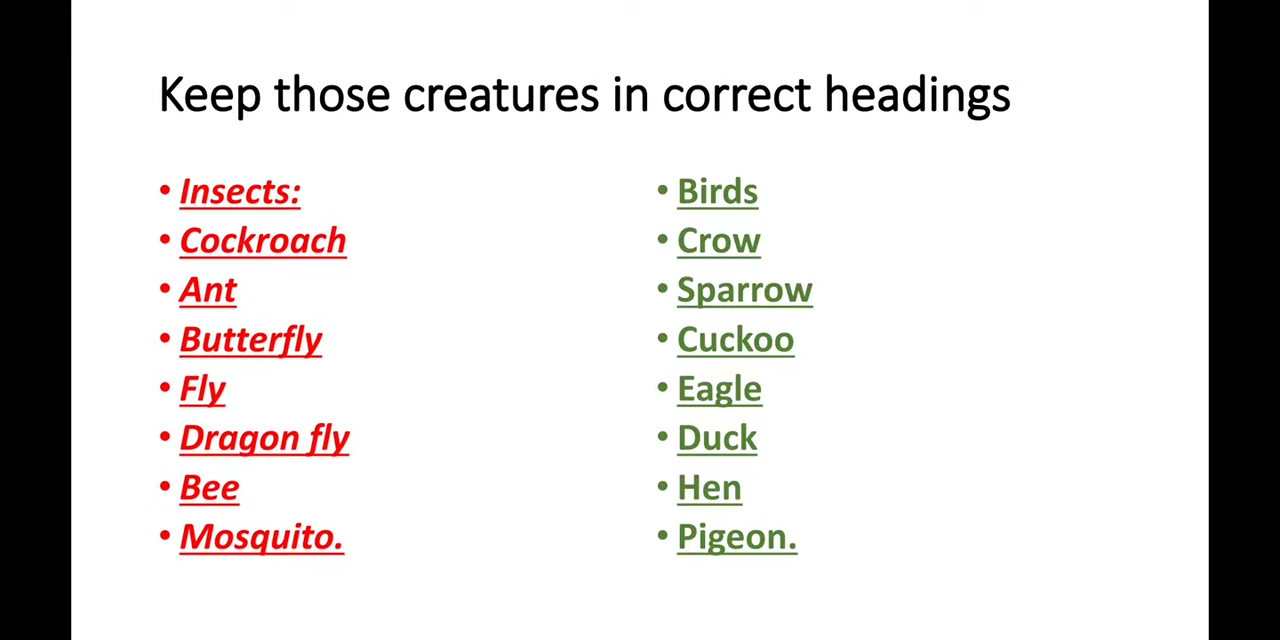 Keep those creatures in correct headings
• Insects:
• Cockroach
• Ant
• Butterfly
• Fly
• Dragon fly
• Bee
• Mosquito.
• Birds
• Crow
• Sparrow
• Cuckoo
• Eagle
• Duck
• Hen
• Pigeon.